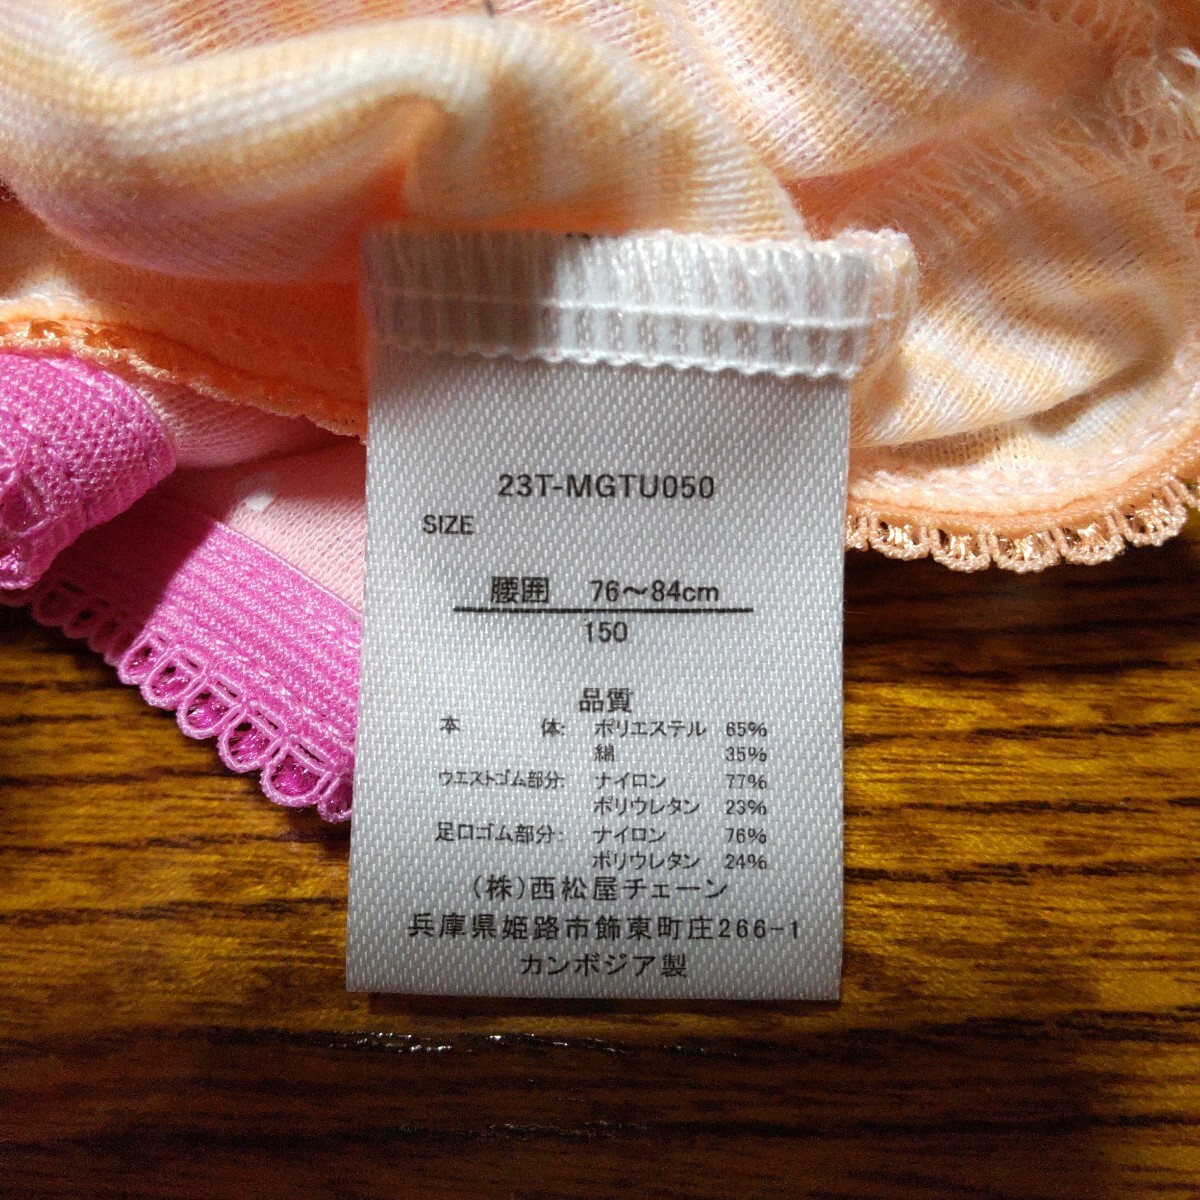 23T-MGTU050
SIZE
腰囲 76～84cm
150
品質
本 体: ポリエステル 65%
綿 35%
ウエストゴム部分: ナイロン 77%
ポリウレタン 23%
足口ゴム部分: ナイロン 76%
ポリウレタン 24%
(株)西松屋チェーン
兵庫県姫路市飾東町庄266-1
カンボジア製